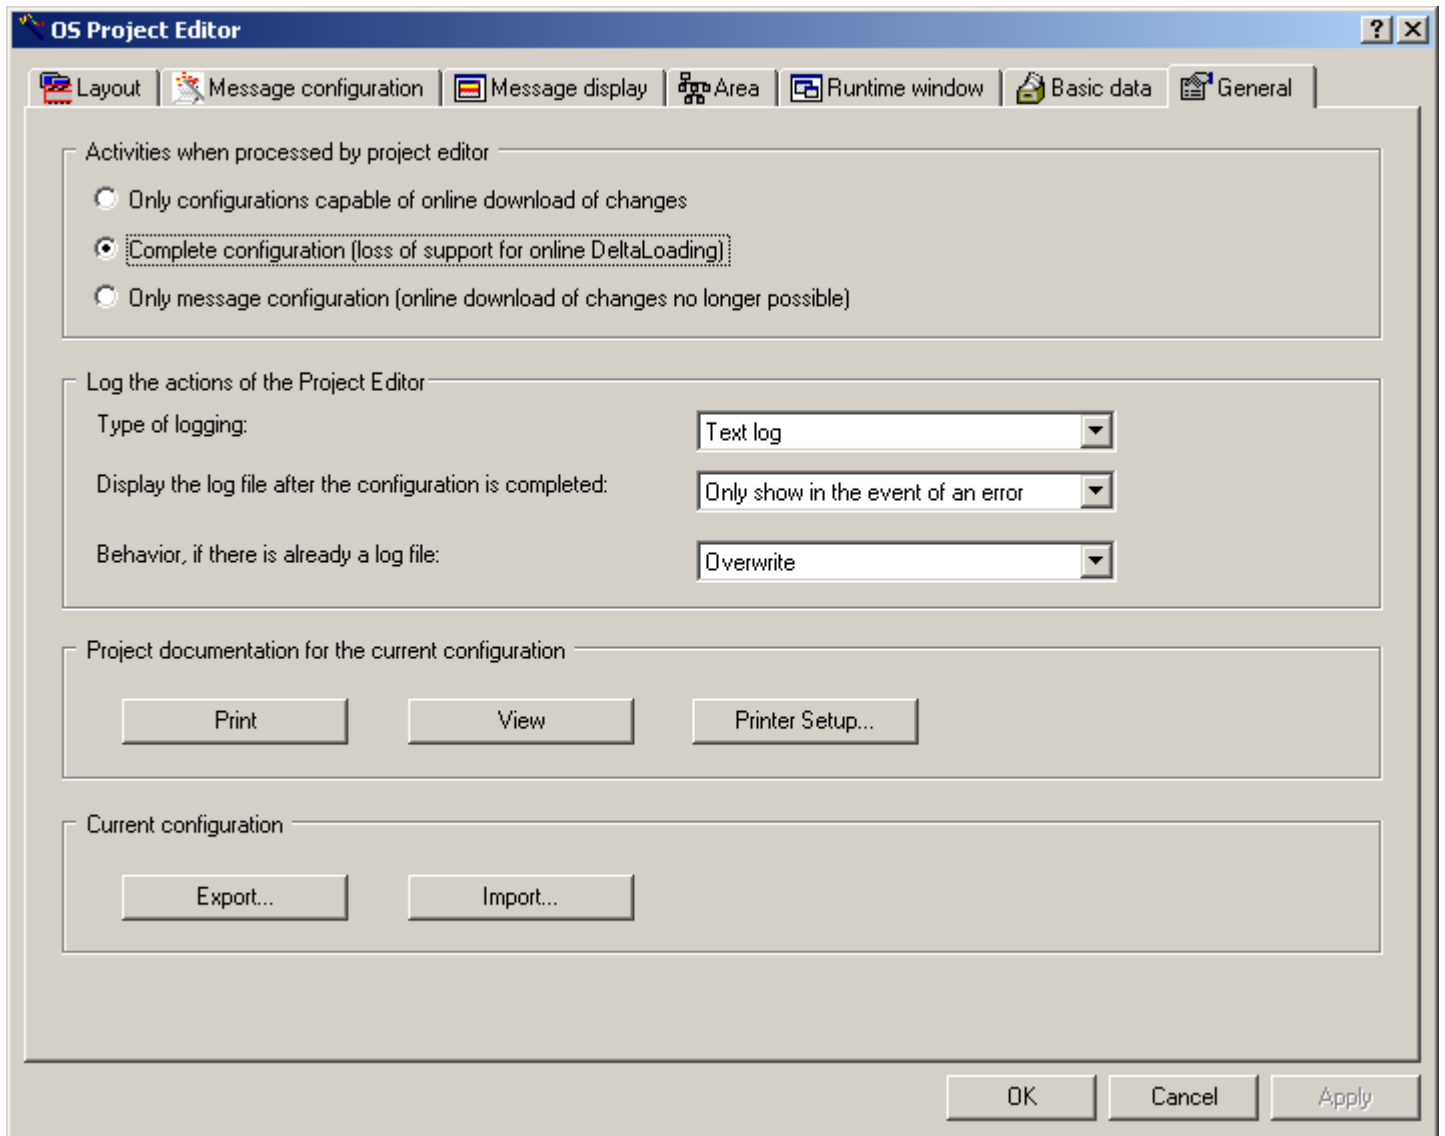 OS Project Editor
Layout Message configuration Message display Area Runtime window Basic data General
Activities when processed by project editor
Only configurations capable of online download of changes
Complete configuration (loss of support for online DeltaLoading)
Only message configuration (online download of changes no longer possible)
Log the actions of the Project Editor
Type of logging: Text log
Display the log file after the configuration is completed: Only show in the event of an error
Behavior, if there is already a log file: Overwrite
Project documentation for the current configuration
Print View Printer Setup...
Current configuration
Export... Import...
OK Cancel Apply